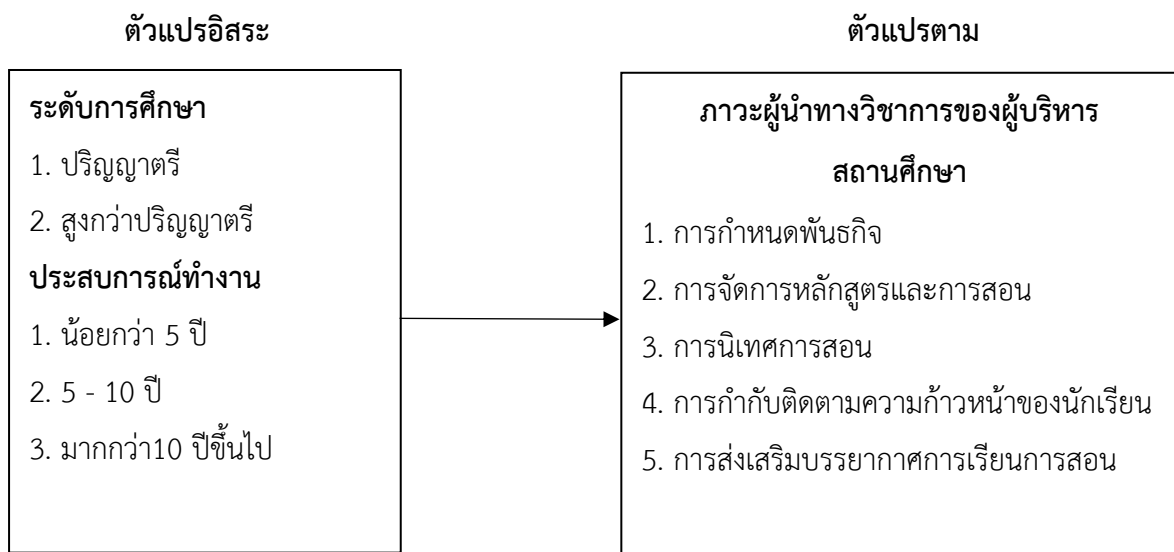 ตัวแปรอิสระ
ระดับการศึกษา
1. ปริญญาตรี
2. สูงกว่าปริญญาตรี
ประสบการณ์ทำงาน
1. น้อยกว่า 5 ปี
2. 5 - 10 ปี
3. มากกว่า10 ปีขึ้นไป
ตัวแปรตาม
ภาวะผู้นำทางวิชาการของผู้บริหาร
สถานศึกษา
1. การกำหนดพันธกิจ
2. การจัดการหลักสูตรและการสอน
3. การนิเทศการสอน
4. การกำกับติดตามความก้าวหน้าของนักเรียน
5. การส่งเสริมบรรยากาศการเรียนการสอน